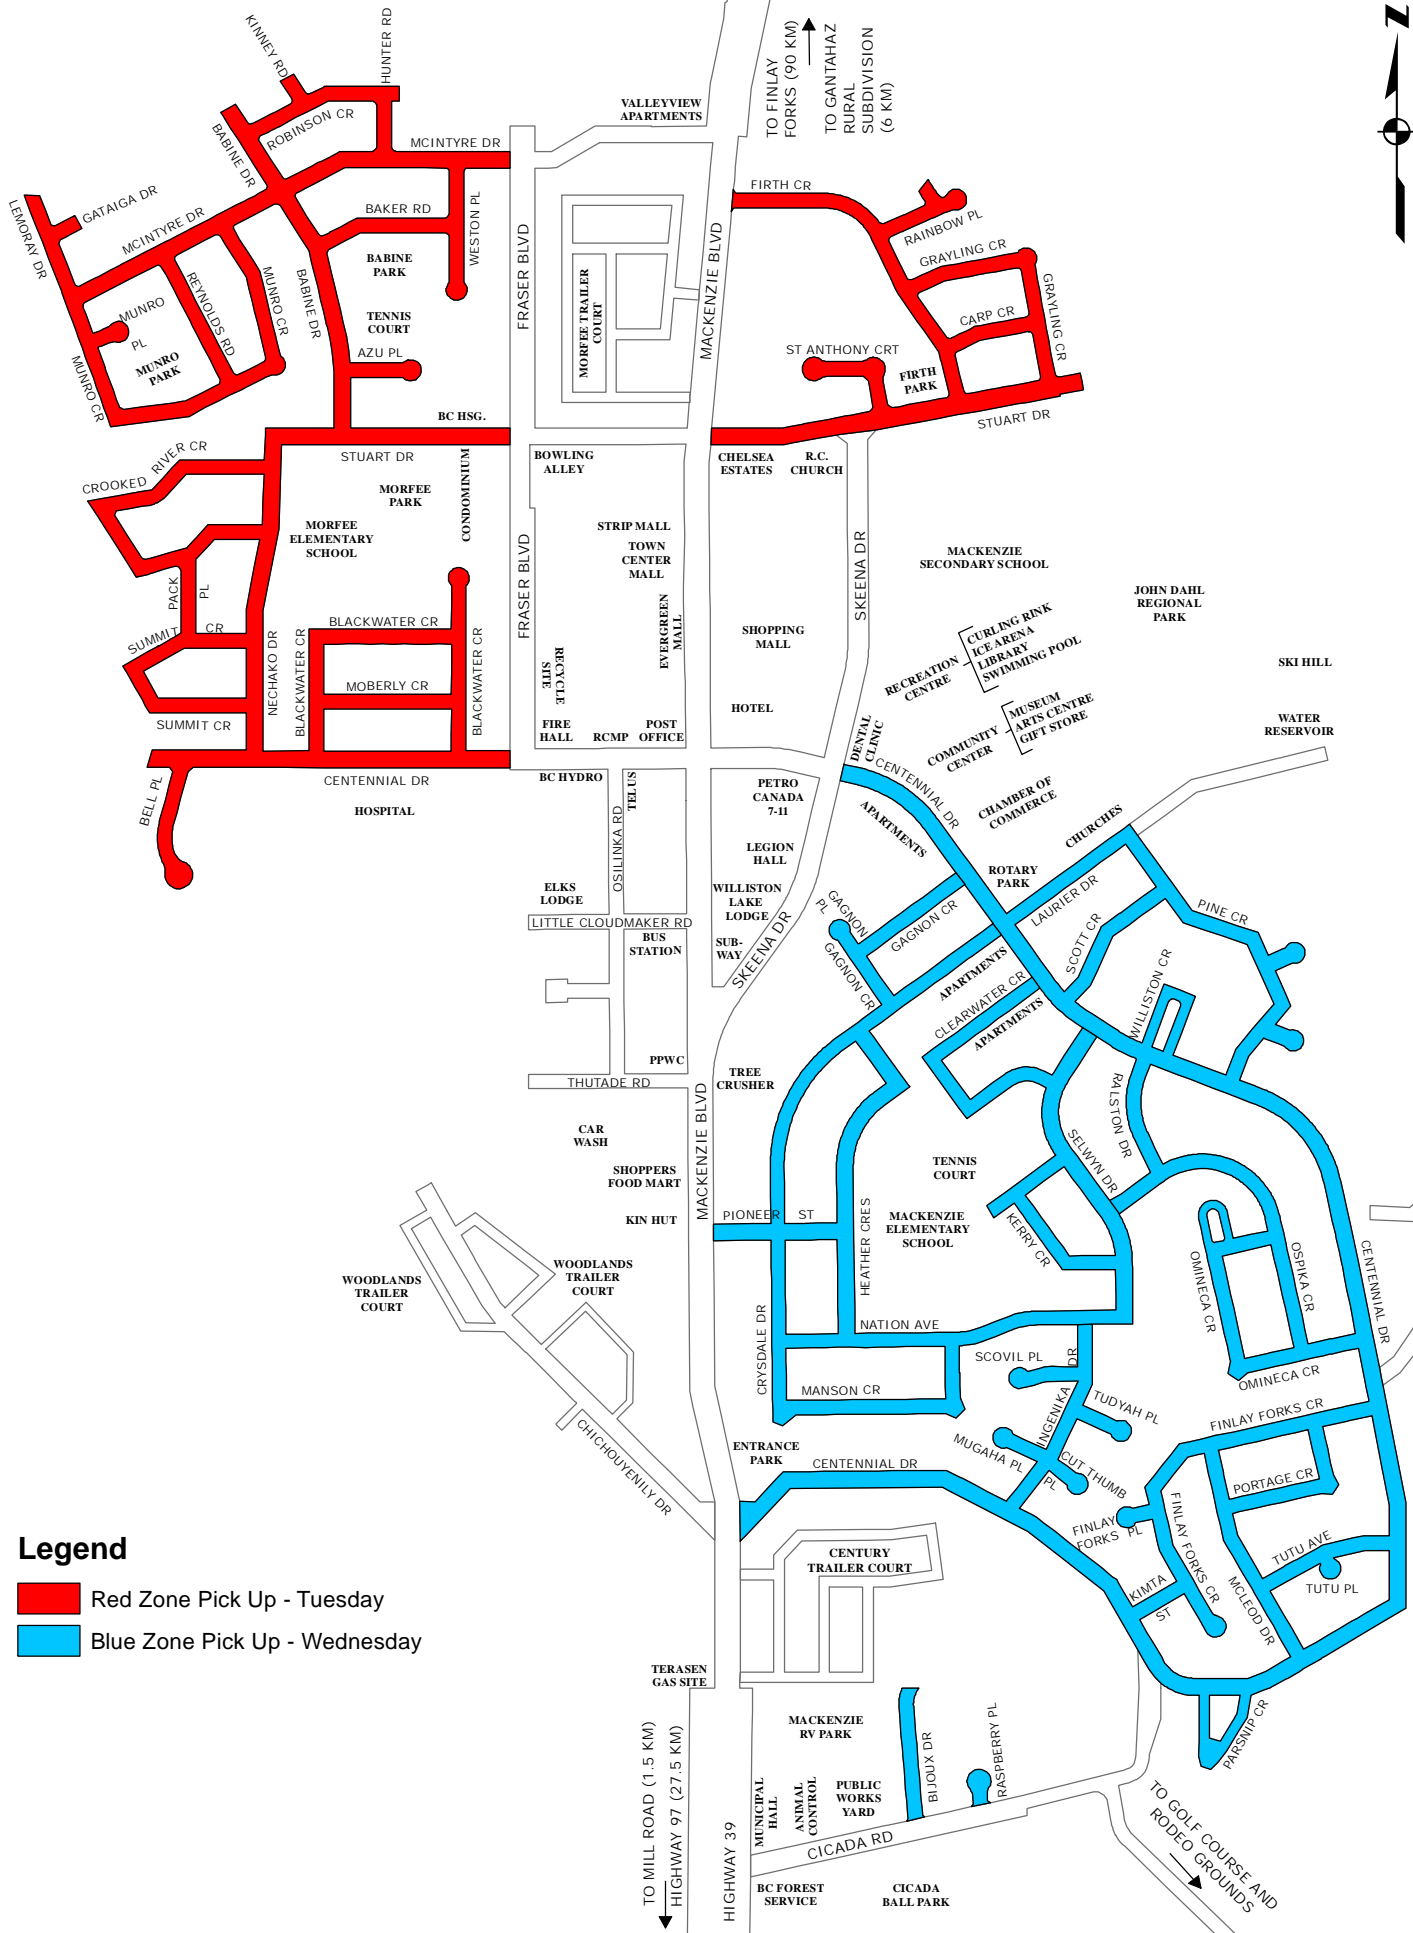 KINNEY RD
HUNTER RD
ROBINSON CR
BABINE DR
MCINTYRE DR
GATAIGA DR
LEMORAY DR
MCINTYRE DR
BAKER RD
WESTON PL
BABINE
PARK
TENNIS
COURT
AZU PL
BABINE DR
MUNRO CR
REYNOLDS RD
MUNRO
PL
MUNRO
PARK
MUNRO CR
BC HSG.
FRASER BLVD
VALLEYVIEW
APARTMENTS
MORFEE TRAILER
COURT
MACKENZIE BLVD
TO FINLAY
FORKS (90 KM)
TO GANTAHAZ
RURAL
SUBDIVISION
(6 KM)
N
FIRTH CR
RAINBOW PL
GRAYLING CR
GRAYLING CR
CARP CR
ST ANTHONY CRT
FIRTH
PARK
STUART DR
CROOKED
RIVER CR
STUART DR
MORFEE
PARK
CONDOMINIUM
MORFEE
ELEMENTARY
SCHOOL
BOWLING
ALLEY
CHELSEA
ESTATES
R.C.
CHURCH
STRIP MALL
TOWN
CENTER
MALL
FRASER BLVD
EVERGREEN
MALL
SKEENA DR
MACKENZIE
SECONDARY SCHOOL
JOHN DAHL
REGIONAL
PARK
PACK
PL
SUMMIT
CR
NECHAKO DR
BLACKWATER CR
BLACKWATER CR
MOBERLY CR
BLACKWATER CR
SUMMIT CR
RECYCLE
SITE
SHOPPING
MALL
HOTEL
RECREATION
CENTRE
CURLING RINK
ICE ARENA
LIBRARY
SWIMMING POOL
SKI HILL
COMMUNITY
CENTER
MUSEUM
ARTS CENTRE
GIFT STORE
WATER
RESERVOIR
FIRE
HALL
RCMP
POST
OFFICE
DENTAL
CLINIC
CENTENNIAL DR
BELL PL
CENTENNIAL DR
HOSPITAL
BC HYDRO
TELUS
OSILINKA RD
PETRO
CANADA
7-11
APARTMENTS
CHAMBER OF
COMMERCE
CHURCHES
LEGION
HALL
ROTARY
PARK
ELKS
LODGE
WILLISTON
LAKE
LODGE
GAGNON
PL
GAGNON CR
LAURIER DR
PINE CR
LITTLE CLOUDMAKER RD
BUS
STATION
SUB-
WAY
SKEENA DR
GAGNON CR
APARTMENTS
SCOTT CR
WILLISTON CR
CLEARWATER CR
APARTMENTS
PPWC
TREE
CRUSHER
THUTADE RD
RALSTON DR
CAR
WASH
MACKENZIE BLVD
SHOPPERS
FOOD MART
TENNIS
COURT
SELWYN DR
KIN HUT
PIONEER ST
HEATHER CRES
MACKENZIE
ELEMENTARY
SCHOOL
KERRY CR
WOODLANDS
TRAILER
COURT
WOODLANDS
TRAILER
COURT
OMINECA CR
OSPIKA CR
CENTENNIAL DR
NATION AVE
CRYSDALE DR
SCOVIL PL
INGENIKA
DR
OMINECA CR
MANSON CR
TUDYAH PL
FINLAY FORKS CR
CHICHOUYENILY DR
ENTRANCE
PARK
CENTENNIAL DR
MUGAHA PL
CUT THUMB
PL
PORTAGE CR
FINLAY
FORKS PL
FINLAY FORKS CR
CENTURY
TRAILER COURT
KIMTA
ST
MCLEOD DR
TUTU AVE
TUTU PL
Legend
Red Zone Pick Up - Tuesday
Blue Zone Pick Up - Wednesday
TERASEN
GAS SITE
TO MILL ROAD (1.5 KM)
HIGHWAY 97 (27.5 KM)
HIGHWAY 39
MACKENZIE
RV PARK
MUNICIPAL
HALL
ANIMAL
CONTROL
PUBLIC
WORKS
YARD
BIJOUX DR
RASPBERRY PL
PARSNIP CR
CICADA RD
TO GOLF COURSE AND
RODEO GROUNDS
BC FOREST
SERVICE
CICADA
BALL PARK